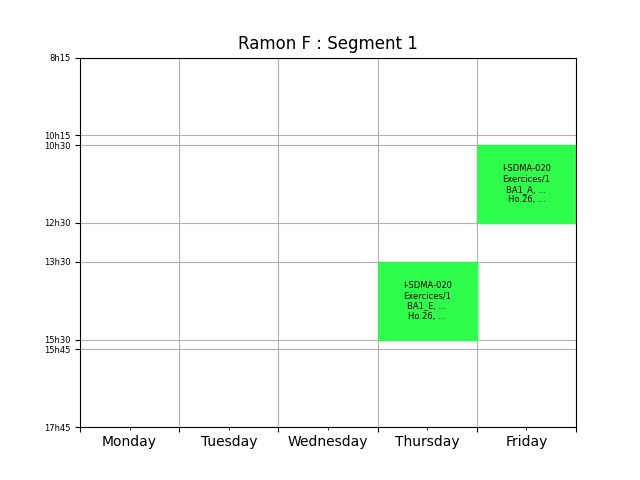 Ramon F : Segment 1
8h15
10h15
10h30
I-SDMA-020
Exercices/1
BA1_A, ...
Ho.26, ...
12h30
13h30
I-SDMA-020
Exercices/1
BA1_E, ...
Ho.26, ...
15h30
15h45
17h45
Monday Tuesday Wednesday Thursday Friday